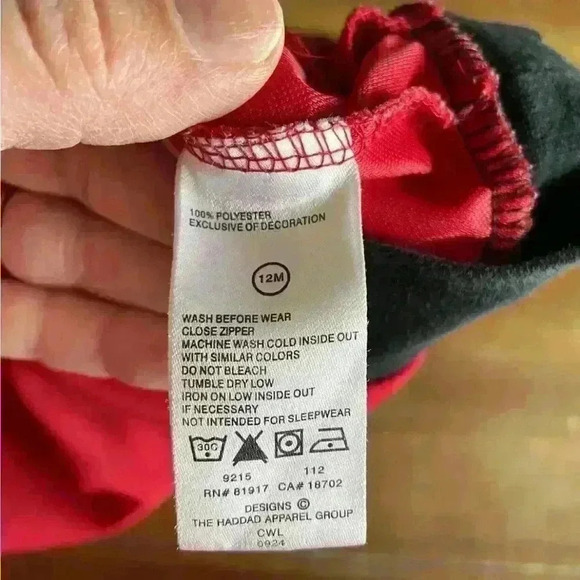 100% POLYESTER
EXCLUSIVE OF DECORATION
12M
WASH BEFORE WEAR
CLOSE ZIPPER
MACHINE WASH COLD INSIDE OUT
WITH SIMILAR COLORS
DO NOT BLEACH
TUMBLE DRY LOW
IRON ON LOW INSIDE OUT
IF NECESSARY
NOT INTENDED FOR SLEEPWEAR
30C
9215 112
RN# 81917 CA# 18702
DESIGNS ©
THE HADDAD APPAREL GROUP
CWL
0924